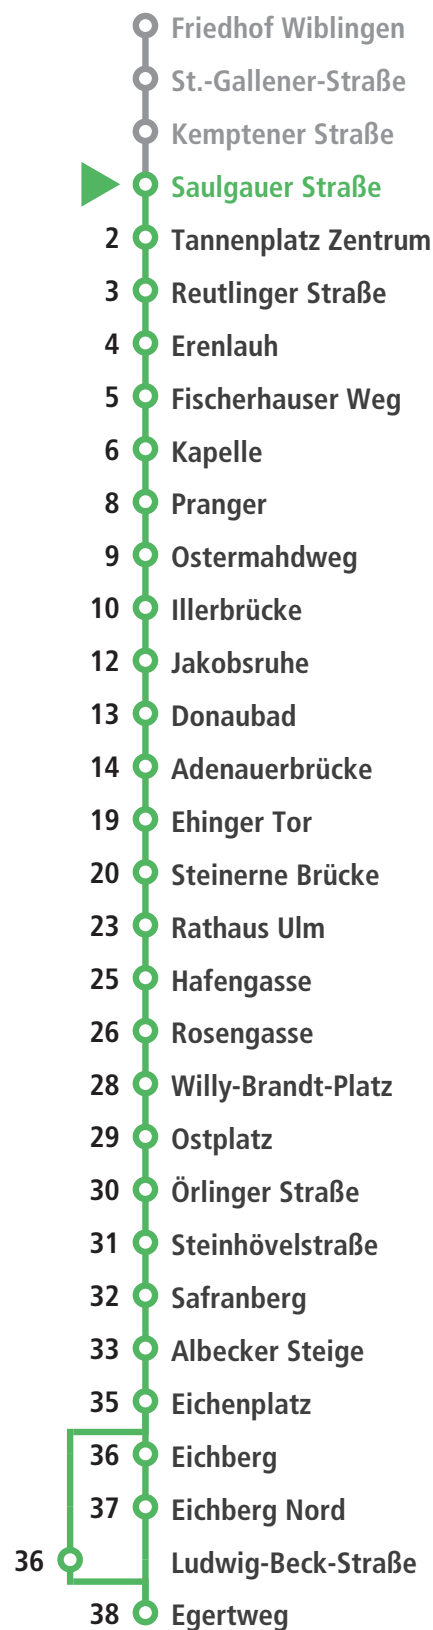 Friedhof Wiblingen
St.-Gallener-Straße
Kemptener Straße
Saulgauer Straße
2 Tannenplatz Zentrum
3 Reutlinger Straße
4 Erenlauh
5 Fischerhauser Weg
6 Kapelle
8 Pranger
9 Ostermahdweg
10 Illerbrücke
12 Jakobsruhe
13 Donaubad
14 Adenauerbrücke
19 Ehinger Tor
20 Steinerne Brücke
23 Rathaus Ulm
25 Hafengasse
26 Rosengasse
28 Willy-Brandt-Platz
29 Ostplatz
30 Örlinger Straße
31 Steinhövelstraße
32 Safranberg
33 Albecker Steige
35 Eichenplatz
36 Eichberg
37 Eichberg Nord
36 Ludwig-Beck-Straße
38 Egertweg